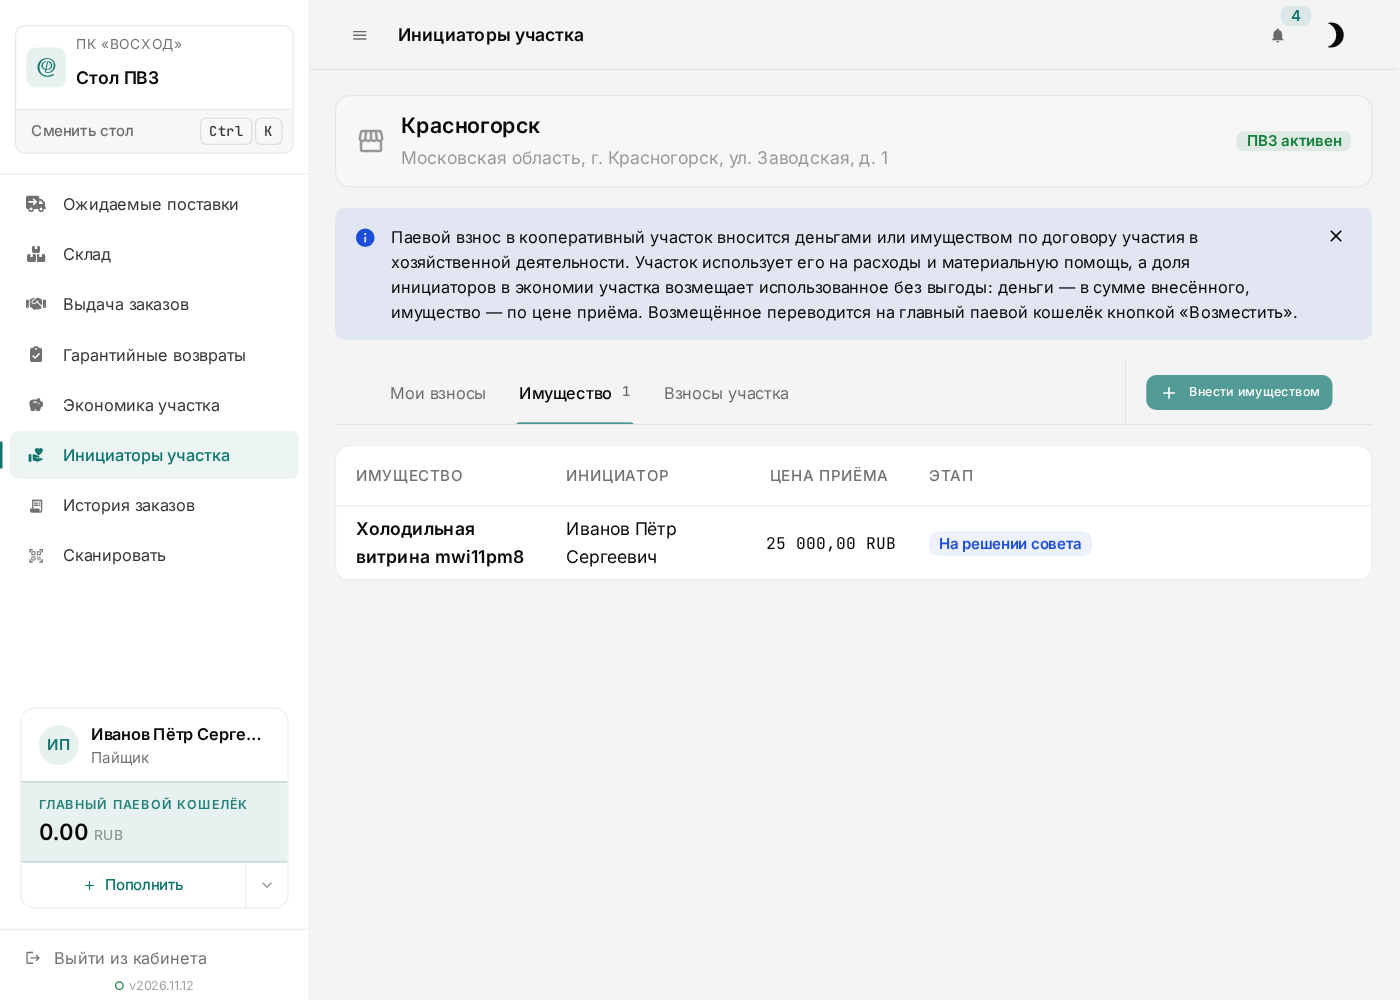 ПК «ВОСХОД»
Стол ПВЗ
Сменить стол Ctrl K
Ожидаемые поставки
Склад
Выдача заказов
Гарантийные возвраты
Экономика участка
Инициаторы участка
История заказов
Сканировать
ИП
Иванов Пётр Серге...
Пайщик
ГЛАВНЫЙ ПАЕВОЙ КОШЕЛЁК
0.00 RUB
+ Пополнить
Выйти из кабинета
v2026.11.12
Инициаторы участка
4
Красногорск
Московская область, г. Красногорск, ул. Заводская, д. 1
ПВЗ активен
Паевой взнос в кооперативный участок вносится деньгами или имуществом по договору участия в
хозяйственной деятельности. Участок использует его на расходы и материальную помощь, а доля
инициаторов в экономии участка возмещает использованное без выгоды: деньги — в сумме внесённого,
имущество — по цене приёма. Возмещённое переводится на главный паевой кошелёк кнопкой «Возместить».
Мои взносы Имущество 1 Взносы участка
+ Внести имуществом
ИМУЩЕСТВО ИНИЦИАТОР ЦЕНА ПРИЁМА ЭТАП
Холодильная
витрина mwi11pm8
Иванов Пётр
Сергеевич
25 000,00 RUB
На решении совета